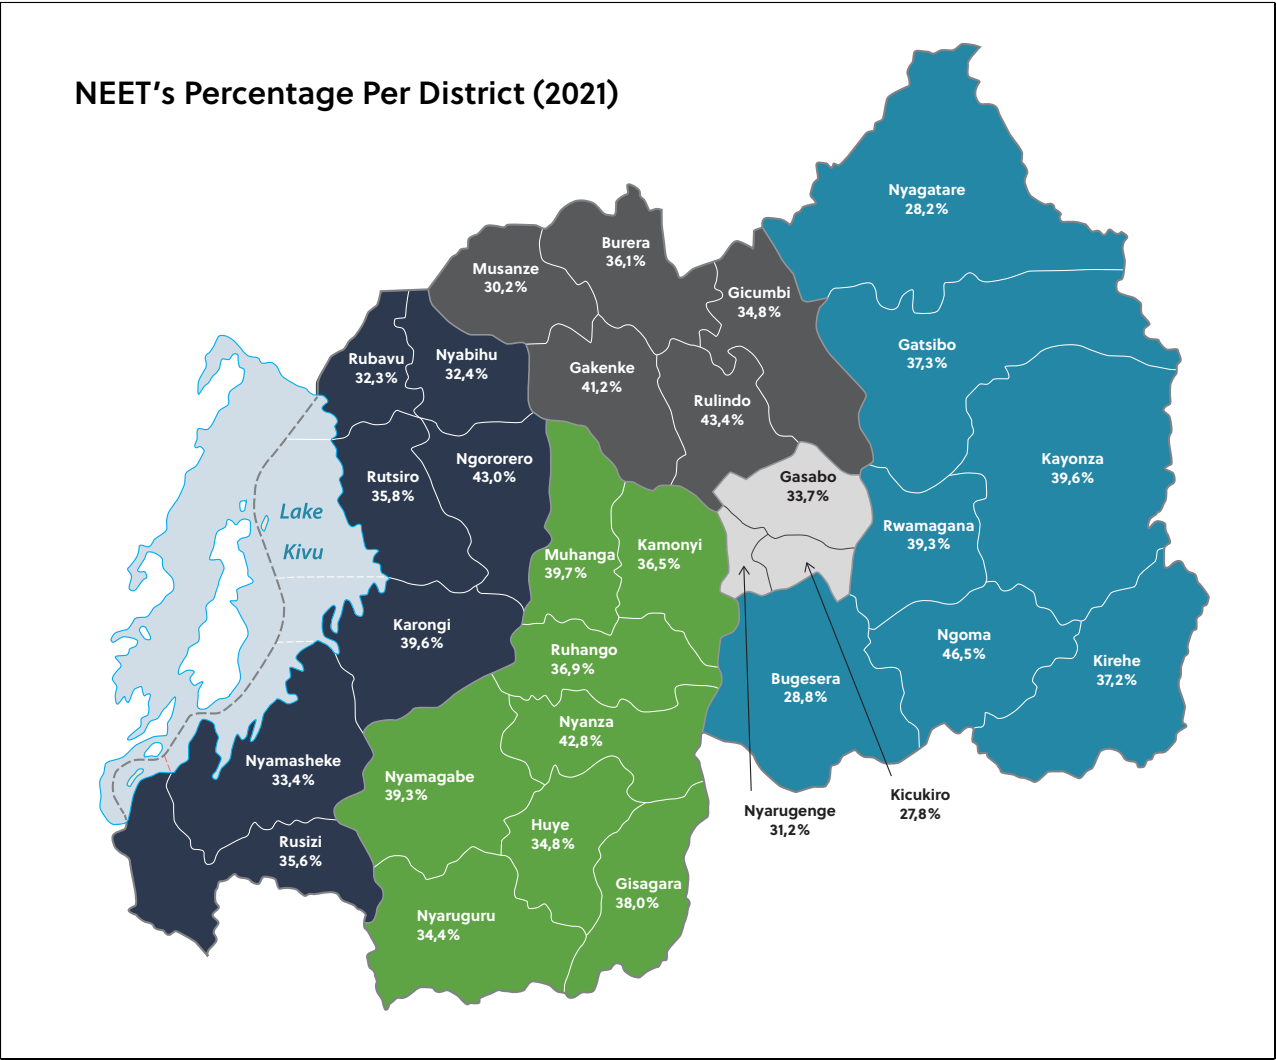 NEET's Percentage Per District (2021)
Nyagatare
28,2%
Burera
36,1%
Musanze
30,2%
Gicumbi
34,8%
Rubavu
32,3%
Nyabihu
32,4%
Gakenke
41,2%
Rulindo
43,4%
Gatsibo
37,3%
Kayonza
39,6%
Rutsiro
35,8%
Ngororero
43,0%
Gasabo
33,7%
Lake
Kivu
Muhanga
39,7%
Kamonyi
36,5%
Rwamagana
39,3%
Karongi
39,6%
Ruhango
36,9%
Ngoma
46,5%
Kirehe
37,2%
Bugesera
28,8%
Nyanza
42,8%
Nyamasheke
33,4%
Nyamagabe
39,3%
Nyarugenge
31,2%
Kicukiro
27,8%
Rusizi
35,6%
Huye
34,8%
Gisagara
38,0%
Nyaruguru
34,4%